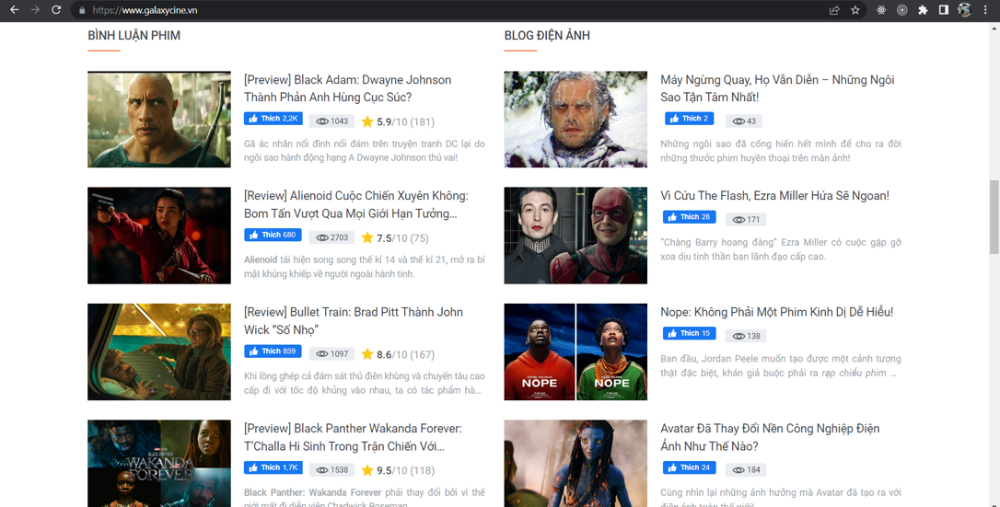 https://www.galaxycine.vn
BÌNH LUẬN PHIM
[Preview] Black Adam: Dwayne Johnson
Thành Phản Anh Hùng Cục Súc?
Thích 2,2K
1043
5.9/10 (181)
Gã ác nhân nổi đình nổi đám trên truyện tranh DC lại do
ngôi sao hành động hạng A Dwayne Johnson thủ vai!
[Review] Alienoid Cuộc Chiến Xuyên Không:
Bom Tấn Vượt Qua Mọi Giới Hạn Tưởng...
Thích 680
2703
7.5/10 (75)
Alienoid tái hiện song song thế kỉ 14 và thế kỉ 21, mở ra bí
mật khủng khiếp về người ngoài hành tinh.
[Review] Bullet Train: Brad Pitt Thành John
Wick “Số Nhọ”
Thích 859
1097
8.6/10 (167)
Khi lồng ghép cả đám sát thủ điên khùng và chuyến tàu cao
cấp đi với tốc độ khủng vào nhau, ta có tác phẩm hà...
[Preview] Black Panther Wakanda Forever:
T’Challa Hi Sinh Trong Trận Chiến Với...
BLACK PANTHER
WAKANDA
FOREVER
Thích 1,7K
1538
9.5/10 (118)
Black Panther: Wakanda Forever phải thay đổi bởi vì thế
giới mất đi diễn viên Chadwick Boseman.
BLOG ĐIỆN ẢNH
Máy Ngừng Quay, Họ Vẫn Diễn – Những Ngôi
Sao Tận Tâm Nhất!
Thích 2
43
Những ngôi sao đã cống hiến hết mình để cho ra đời
những thước phim huyền thoại trên màn ảnh!
Vì Cứu The Flash, Ezra Miller Hứa Sẽ Ngoan!
Thích 28
171
“Chàng Barry hoang đàng” Ezra Miller có cuộc gặp gỡ
xoa dịu tinh thần ban lãnh đạo cấp cao.
Nope: Không Phải Một Phim Kinh Dị Dễ Hiểu!
NOPE
NOPE
Thích 15
138
Ban đầu, Jordan Peele muốn tạo được một cảnh tượng
thật đặc biệt, khán giả buộc phải ra rạp chiếu phim ...
Avatar Đã Thay Đổi Nền Công Nghiệp Điện
Ảnh Như Thế Nào?
Thích 24
184
Cùng nhìn lại những ảnh hưởng mà Avatar đã tạo ra với
điện ảnh toàn thế giới!